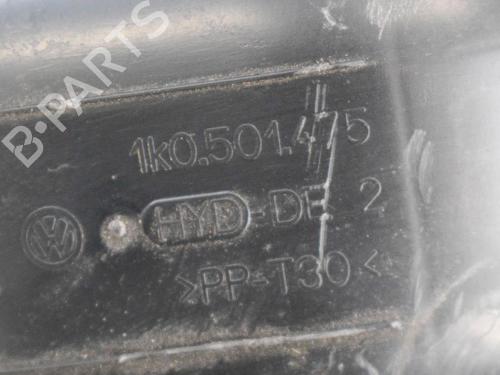 B-PARTS
1K0.501.475
HYD-DE 2
>PP-T30<